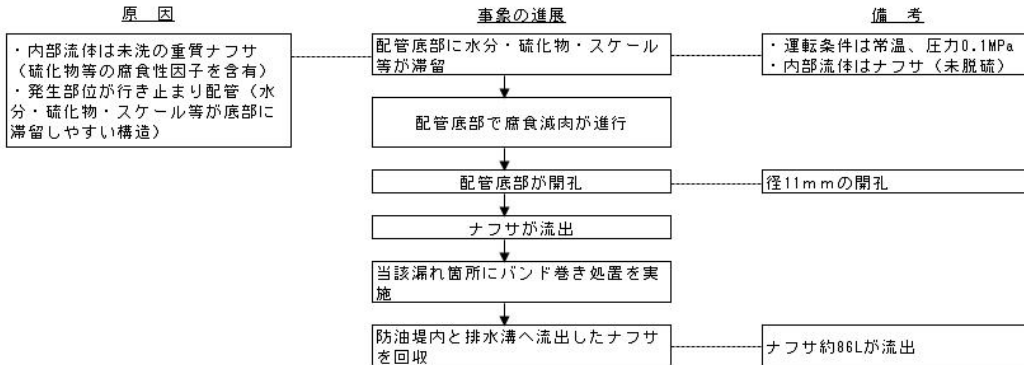 原　因
事象の進展
備　考
・内部流体は未洗の重質ナフサ
（硫化物等の腐食性因子を含有）
・発生部位が行き止まり配管（水
分・硫化物・スケール等が底部に
滞留しやすい構造）
配管底部に水分・硫化物・スケール
等が滞留
・運転条件は常温、圧力0.1MPa
・内部流体はナフサ（未脱硫）
配管底部で腐食減肉が進行
配管底部が開孔
径11mmの開孔
ナフサが流出
当該漏れ箇所にバンド巻き処置を実
施
防油堤内と排水溝へ流出したナフサ
を回収
ナフサ約86Lが流出